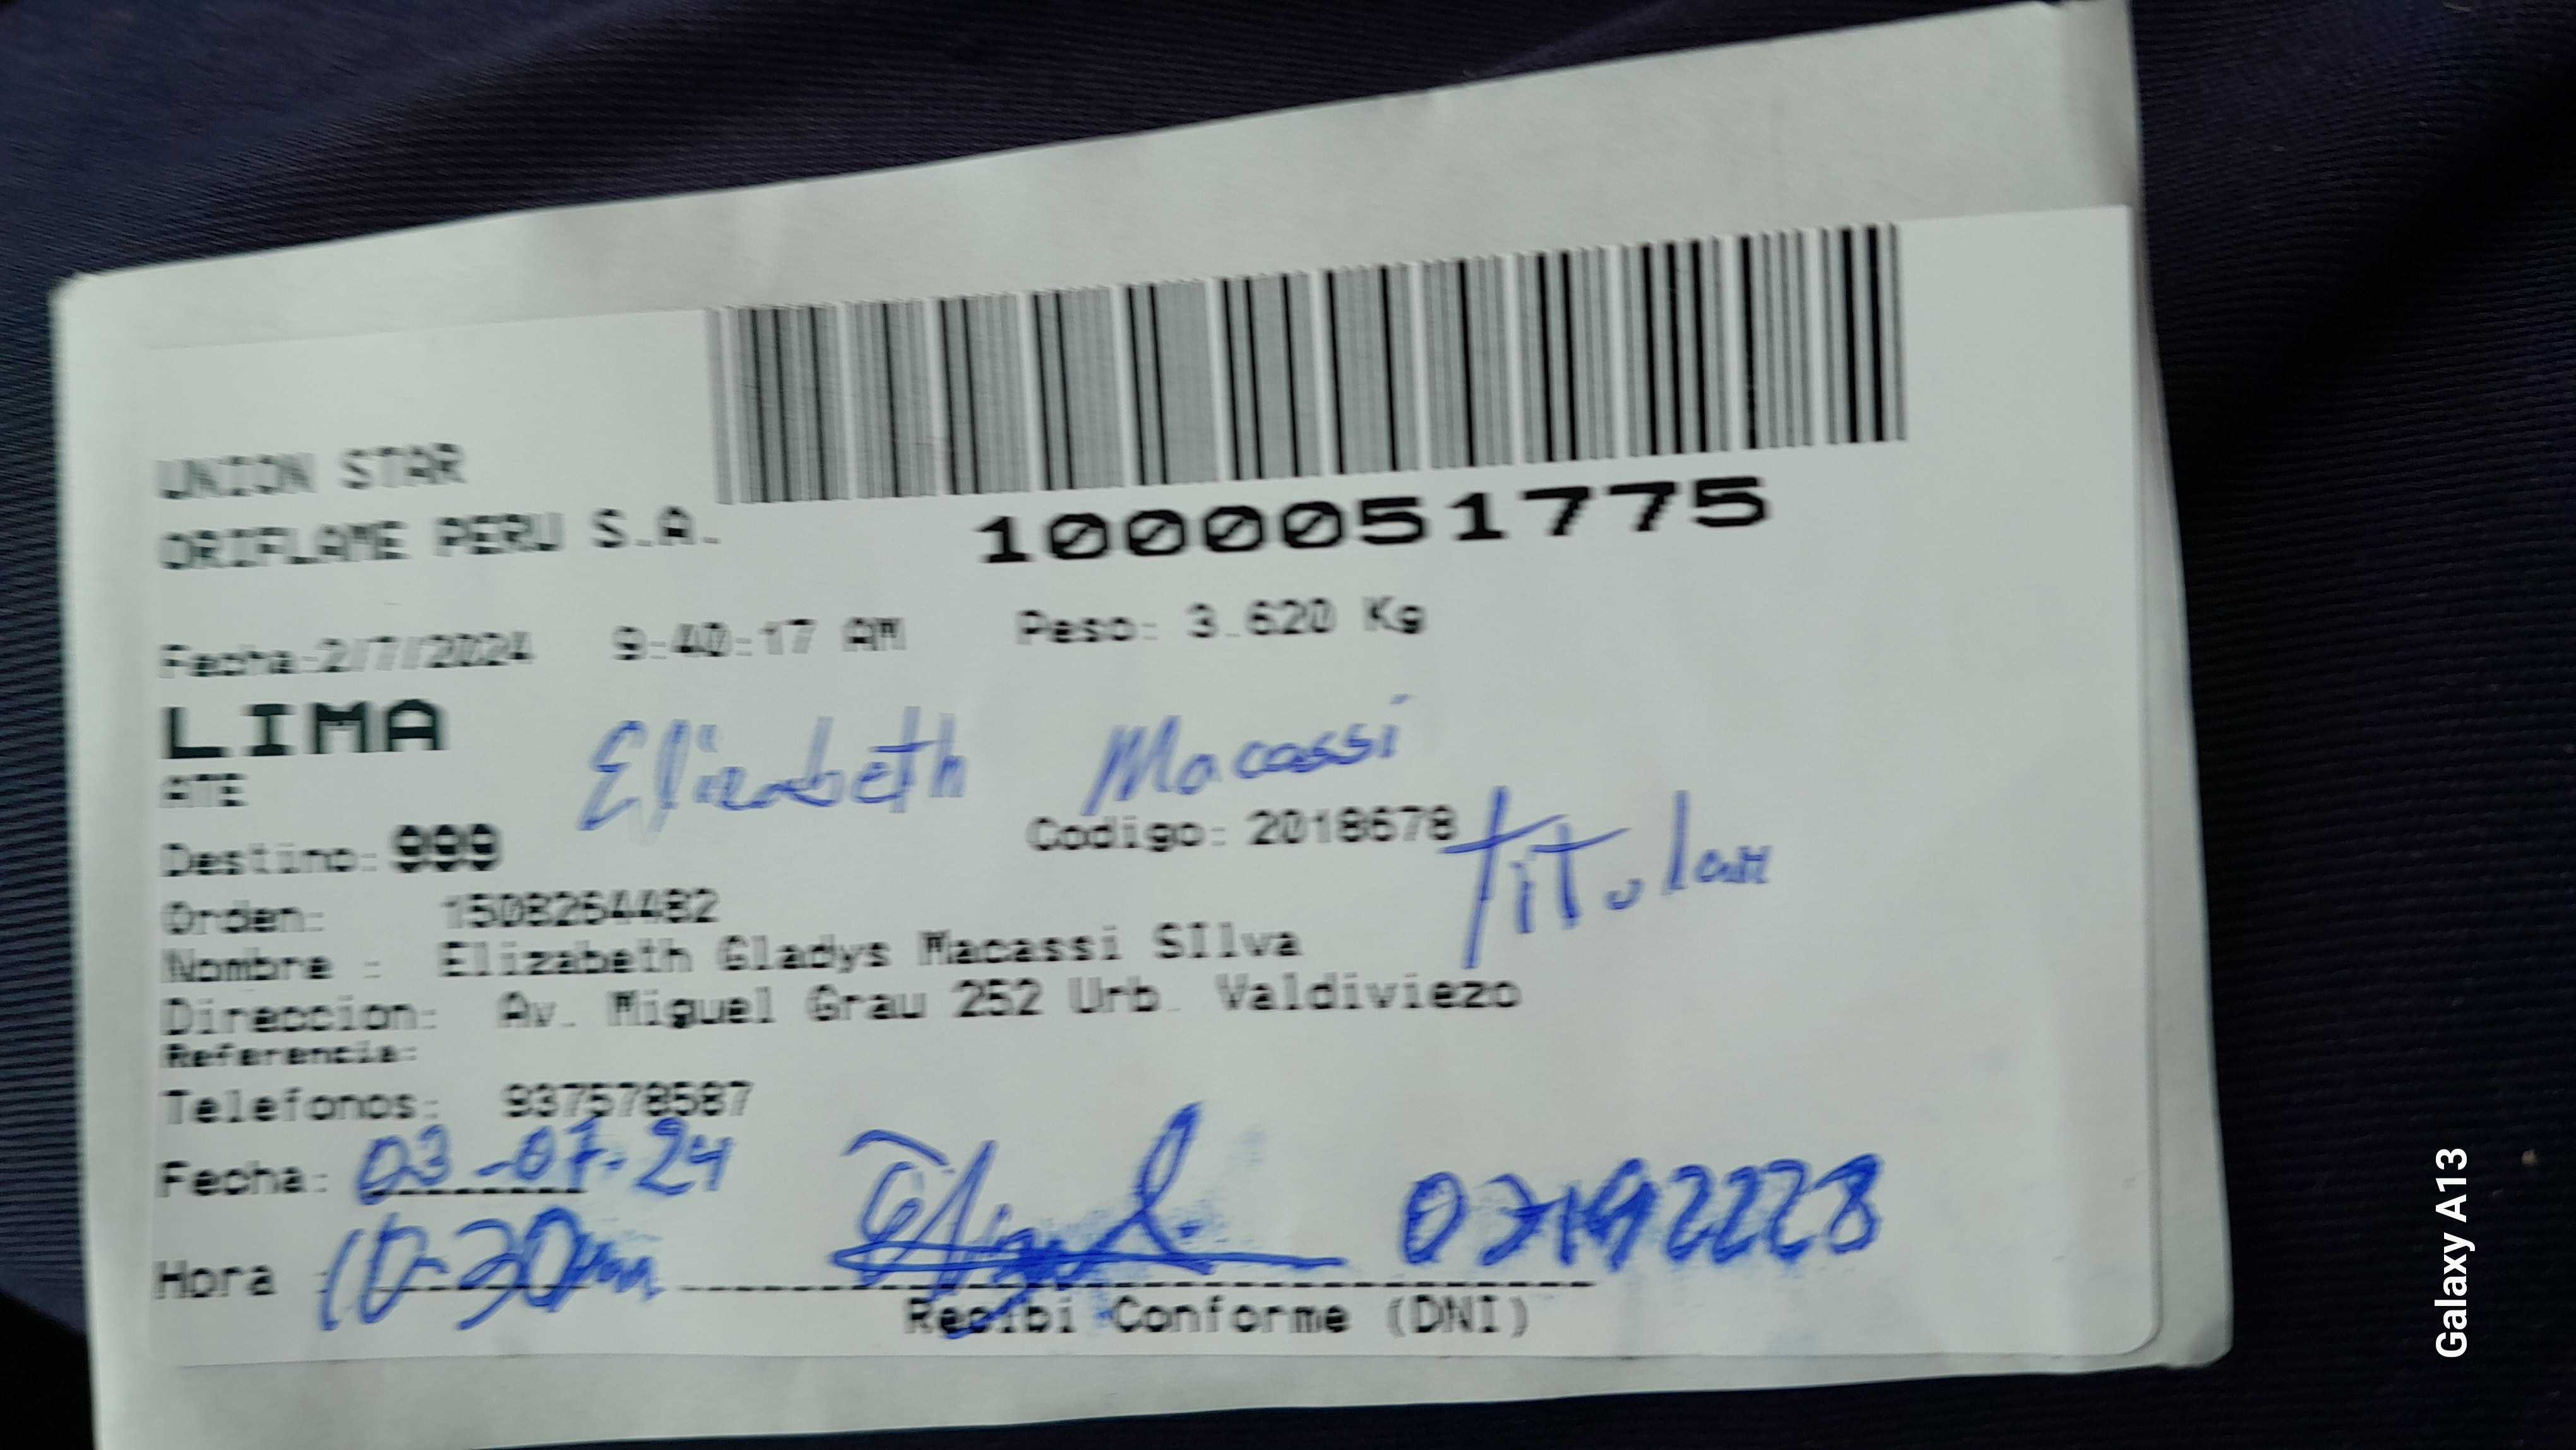 UNION STAR
ORIFLAME PERU S.A.
1000051775
Fecha:2/7/2024 9:40:17 AM Peso: 3.620 Kg
LIMA
ATE
Elizabeth Macassi
Destino: 999 Codigo: 2018678
Titular
Orden: 1508264482
Nombre : Elizabeth Gladys Macassi SIlva
Direccion: Av. Miguel Grau 252 Urb. Valdiviezo
Referencia:
Telefonos: 937578587
Fecha: 03-07-24
Hora : 10:30
Recibi Conforme (DNI)
Galaxy A13